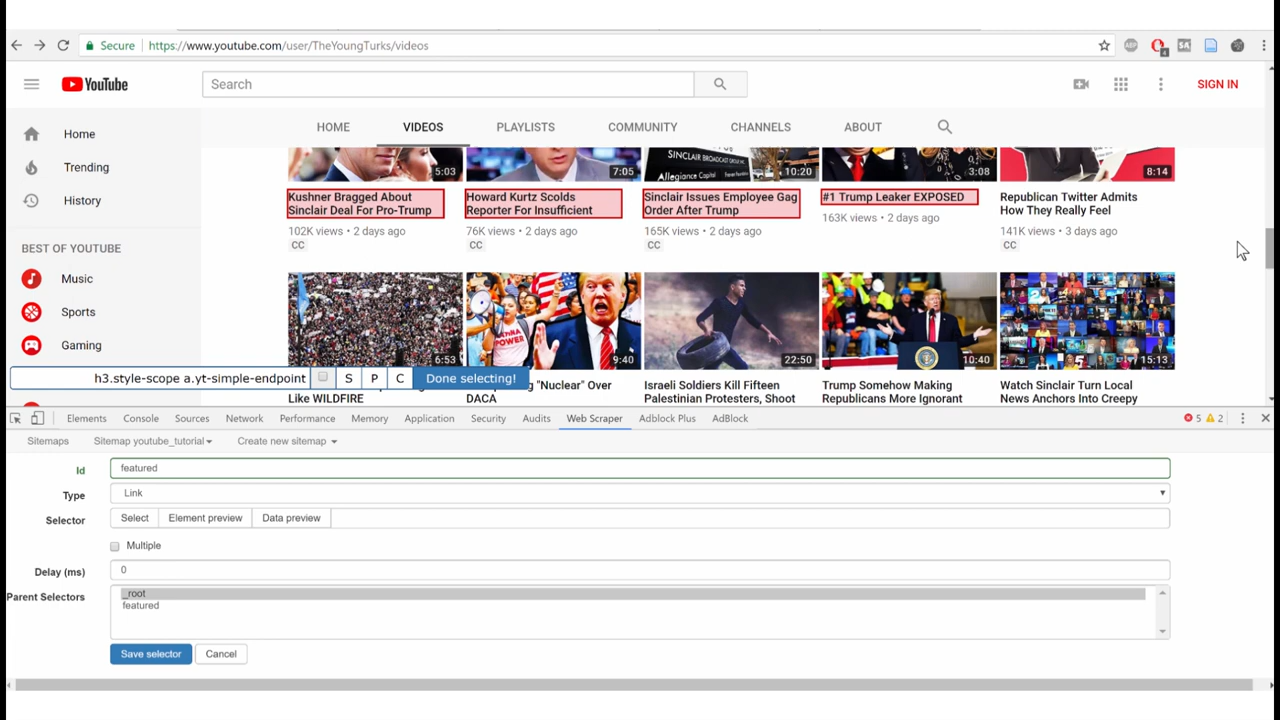 Secure https://www.youtube.com/user/TheYoungTurks/videos
ABP 4 SA
YouTube Search SIGN IN
HOME VIDEOS PLAYLISTS COMMUNITY CHANNELS ABOUT
Home
Trending
History
BEST OF YOUTUBE
Music
Sports
Gaming
SINCLAIR BROADCAST GROUP
Allegiance Capital
5:03 7:05 10:20 3:08 8:14
Kushner Bragged About
Sinclair Deal For Pro-Trump
102K views • 2 days ago
CC
Howard Kurtz Scolds
Reporter For Insufficient
76K views • 2 days ago
CC
Sinclair Issues Employee Gag
Order After Trump
165K views • 2 days ago
CC
#1 Trump Leaker EXPOSED
163K views • 2 days ago
Republican Twitter Admits
How They Really Feel
141K views • 3 days ago
CC
6:53 9:40 22:50 10:40 15:13
Like WILDFIRE
"Nuclear" Over
DACA
Israeli Soldiers Kill Fifteen
Palestinian Protesters, Shoot
Trump Somehow Making
Republicans More Ignorant
Watch Sinclair Turn Local
News Anchors Into Creepy
h3.style-scope a.yt-simple-endpoint S P C Done selecting!
Elements Console Sources Network Performance Memory Application Security Audits Web Scraper Adblock Plus AdBlock 5 2
Sitemaps Sitemap youtube_tutorial Create new sitemap
Id featured
Type Link
Selector Select Element preview Data preview
Multiple
Delay (ms) 0
Parent Selectors _root
featured
Save selector Cancel